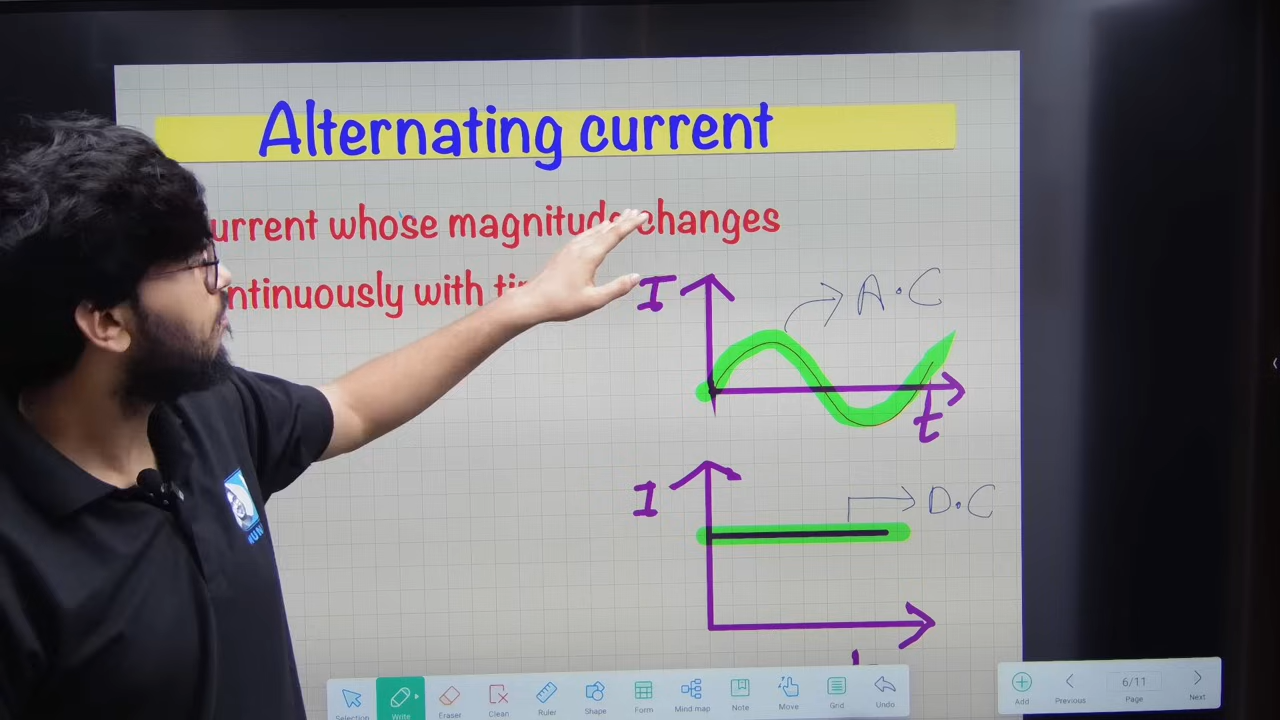 Alternating current
urrent whose magnitude changes
ntinuously with
I
A.C
t
I
D.C
Selection Write Eraser Clean Ruler Shape Form Mind map Note Move Grid Undo
Add Previous 6/11 Page Next